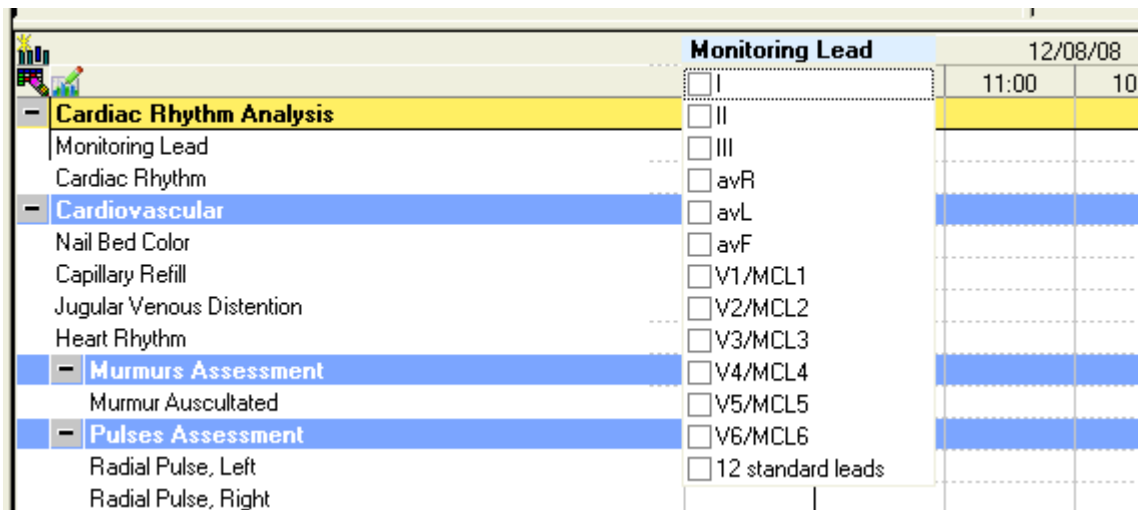 Monitoring Lead
12/08/08
11:00
10
Cardiac Rhythm Analysis
Monitoring Lead
Cardiac Rhythm
Cardiovascular
Nail Bed Color
Capillary Refill
Jugular Venous Distention
Heart Rhythm
Murmurs Assessment
Murmur Auscultated
Pulses Assessment
Radial Pulse, Left
Radial Pulse, Right
I
II
III
avR
avL
avF
V1/MCL1
V2/MCL2
V3/MCL3
V4/MCL4
V5/MCL5
V6/MCL6
12 standard leads